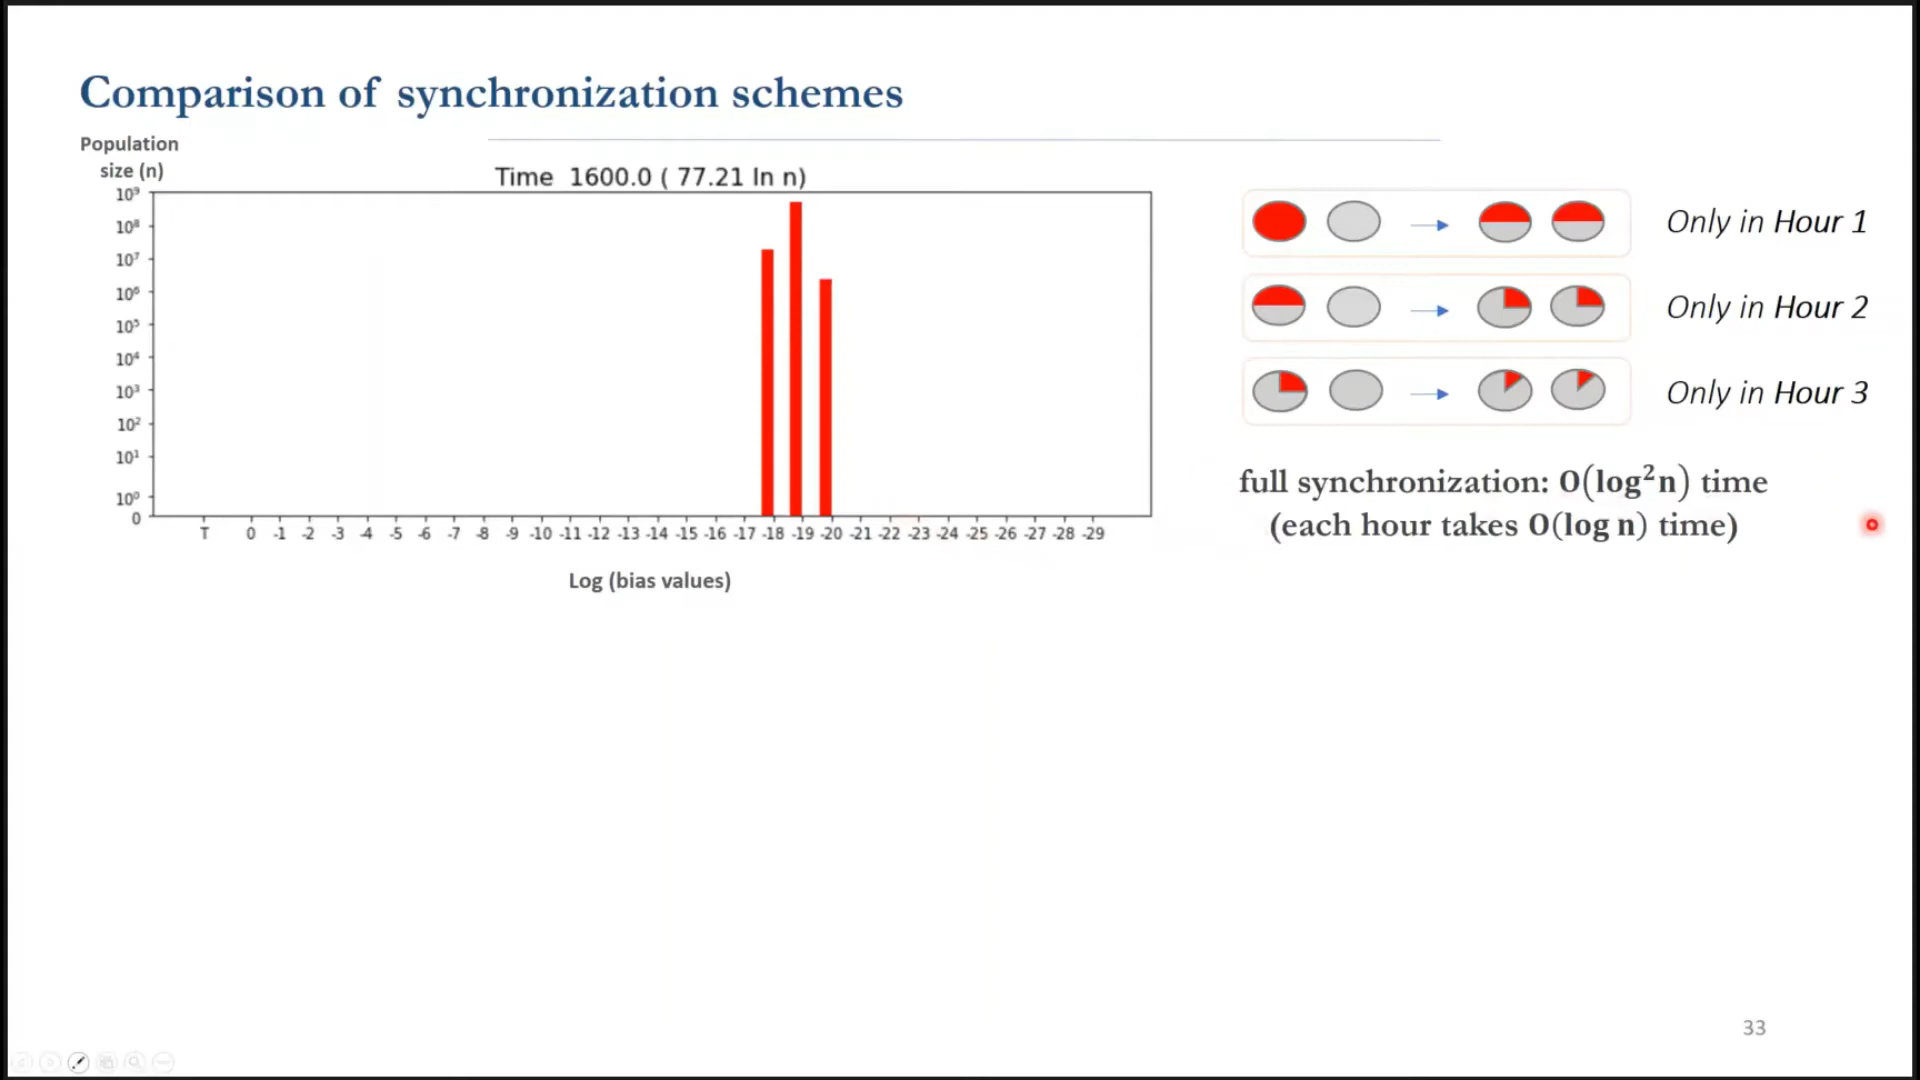 Comparison of synchronization schemes
Population
size (n)
Time 1600.0 ( 77.21 ln n)
10⁹
10⁸
10⁷
10⁶
10⁵
10⁴
10³
10²
10¹
10⁰
0
T 0 -1 -2 -3 -4 -5 -6 -7 -8 -9 -10 -11 -12 -13 -14 -15 -16 -17 -18 -19 -20 -21 -22 -23 -24 -25 -26 -27 -28 -29
Log (bias values)
Only in Hour 1
Only in Hour 2
Only in Hour 3
full synchronization: O(log²n) time
(each hour takes O(log n) time)
33